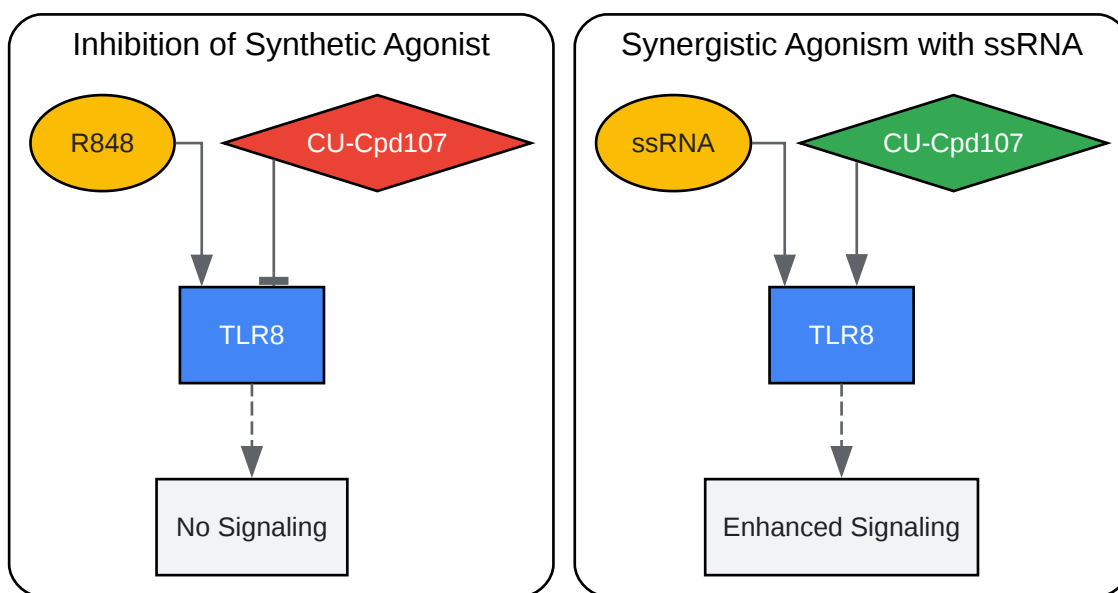 Inhibition of Synthetic Agonist
R848
CU-Cpd107
TLR8
No Signaling
Synergistic Agonism with ssRNA
ssRNA
CU-Cpd107
TLR8
Enhanced Signaling